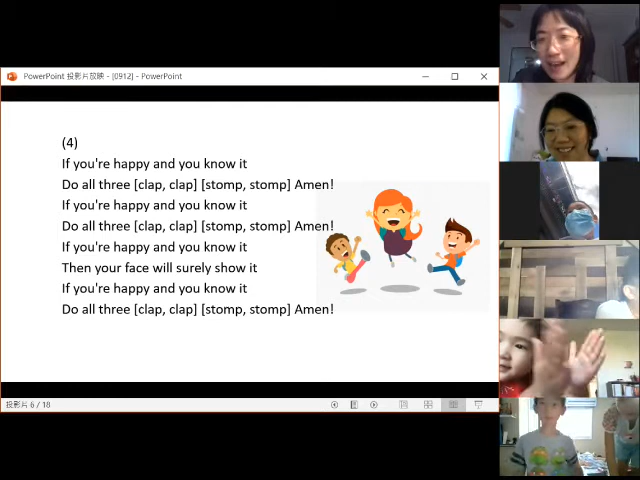 PowerPoint 投影片放映 - [0912] - PowerPoint
(4)
If you're happy and you know it
Do all three [clap, clap] [stomp, stomp] Amen!
If you're happy and you know it
Do all three [clap, clap] [stomp, stomp] Amen!
If you're happy and you know it
Then your face will surely show it
If you're happy and you know it
Do all three [clap, clap] [stomp, stomp] Amen!
投影片 6 / 18